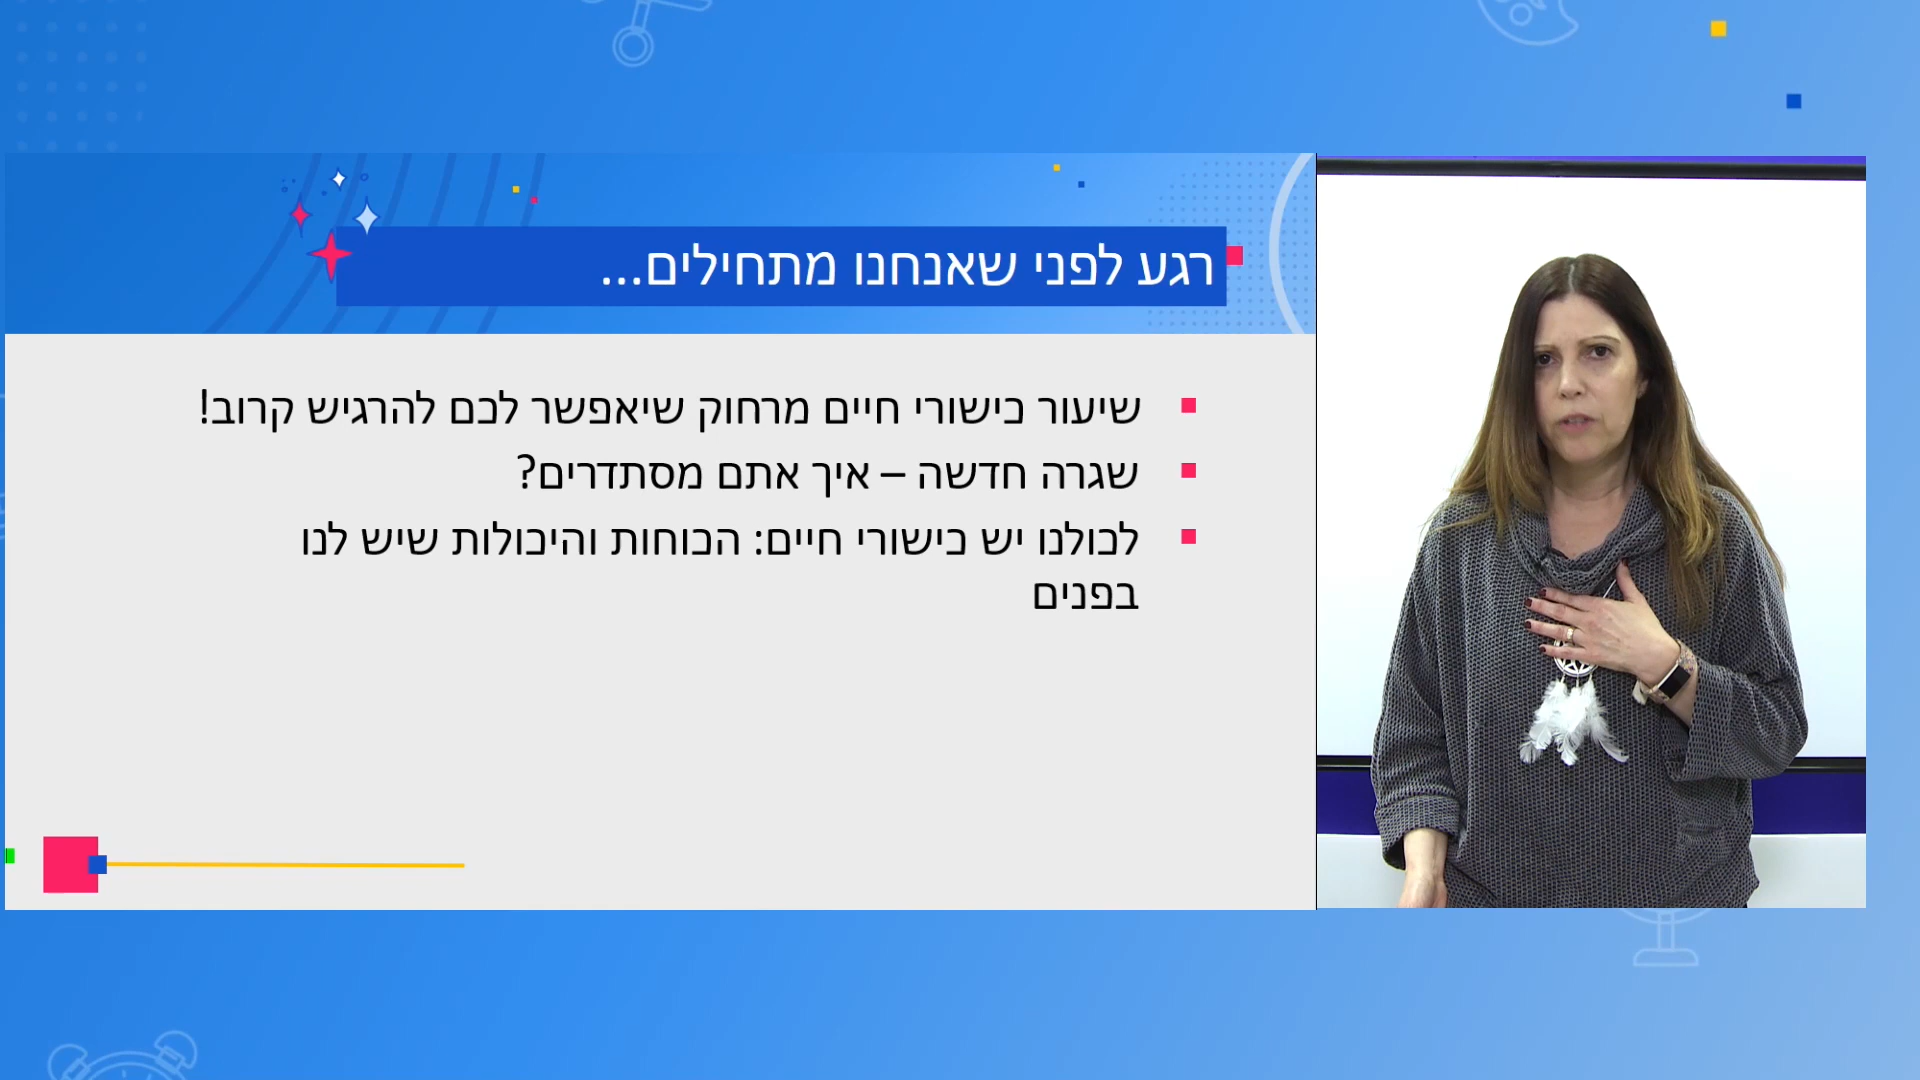 רגע לפני שאנחנו מתחילים...
שיעור כישורי חיים מרחוק שיאפשר לכם להרגיש קרוב!
שגרה חדשה – איך אתם מסתדרים?
לכולנו יש כישורי חיים: הכוחות והיכולות שיש לנו
בפנים